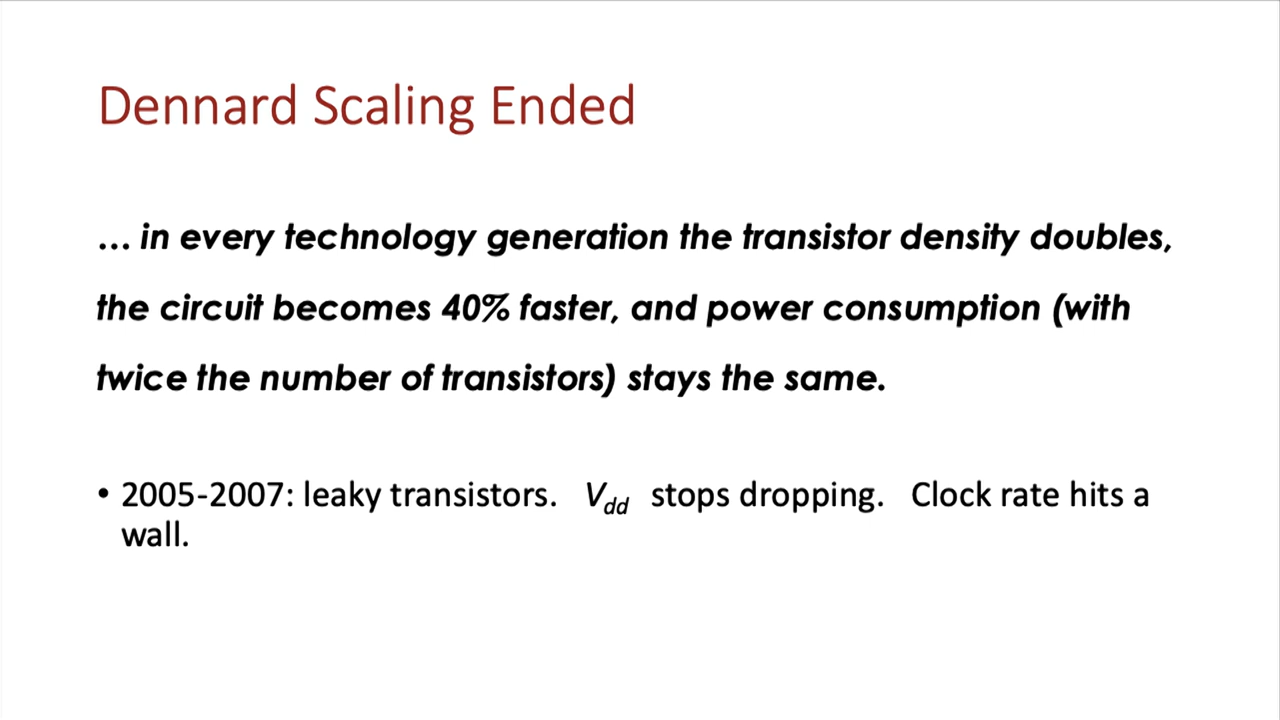 Dennard Scaling Ended
... in every technology generation the transistor density doubles,
the circuit becomes 40% faster, and power consumption (with
twice the number of transistors) stays the same.
• 2005-2007: leaky transistors. Vdd stops dropping. Clock rate hits a
wall.